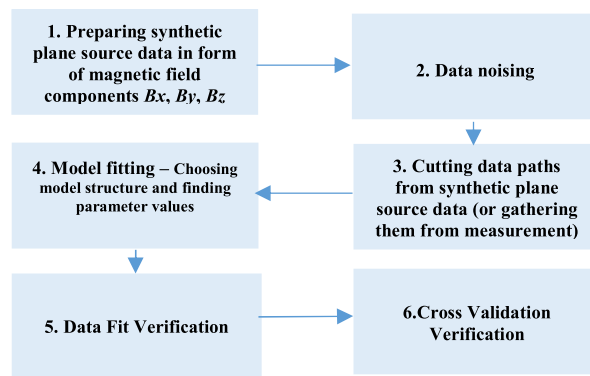 1. Preparing synthetic
plane source data in form
of magnetic field
components Bx, By, Bz
2. Data noising
3. Cutting data paths
from synthetic plane
source data (or gathering
them from measurement)
4. Model fitting – Choosing
model structure and finding
parameter values
5. Data Fit Verification
6.Cross Validation
Verification